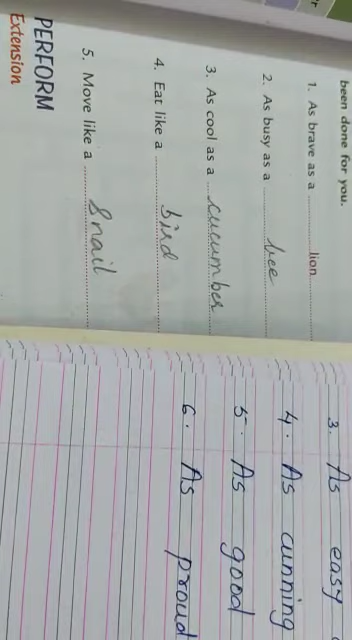 been done for you.
1. As brave as a lion
2. As busy as a bee
3. As cool as a cucumber
4. Eat like a bird
5. Move like a Snail
PERFORM
Extension
3. As easy
4. As cunning
5. As good
6. As proud